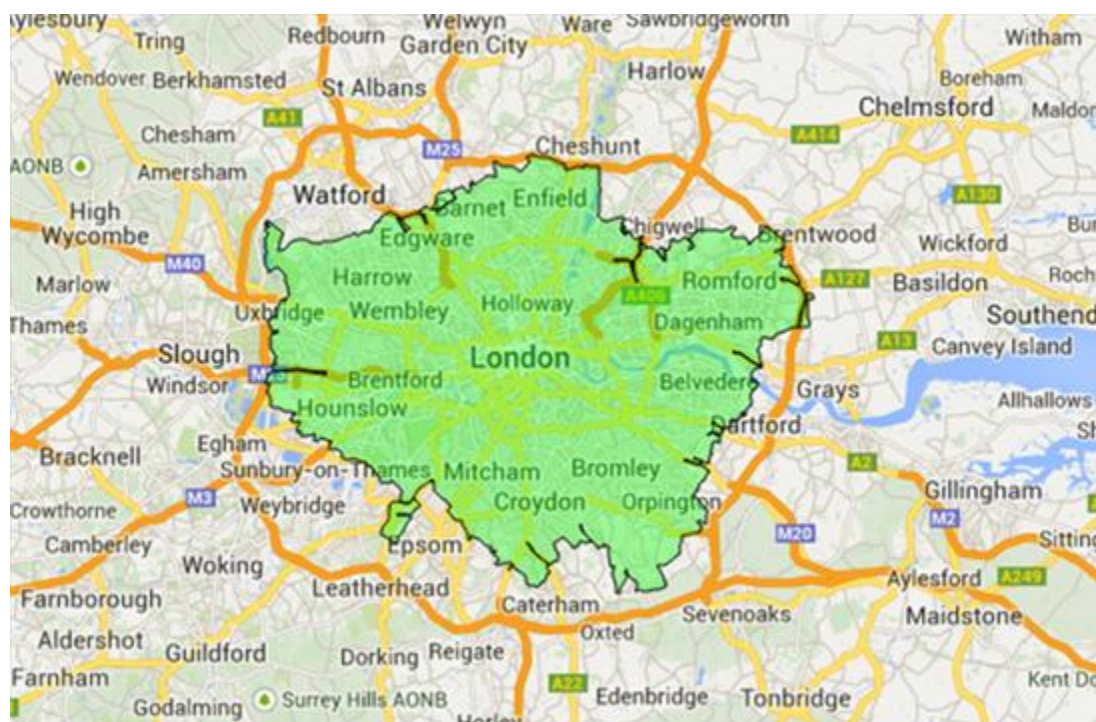 Welwyn
Garden City
Ware
Sawbridgeworth
Tring
Redbourn
Witham
Wendover
Berkhamsted
St Albans
Harlow
Boreham
Chelmsford
A41
Chesham
A414
M25
Cheshunt
AONB
Amersham
Watford
Enfield
A130
High
Wycombe
Barnet
Chigwell
Brentwood
Wickford
Edgware
M40
Harrow
Romford
A127
Basildon
Marlow
Uxbridge
Wembley
Holloway
Dagenham
Southend
Thames
A13
Canvey Island
Slough
London
Windsor
Brentford
Belvedere
Grays
Allhallows
Hounslow
Dartford
Egham
Bracknell
Sunbury-on-Thames
Mitcham
Bromley
A2
Gillingham
M3
Weybridge
Croydon
Orpington
Crowthorne
M2
M20
Camberley
Epsom
Woking
Leatherhead
Aylesford
A249
Farnborough
Caterham
Sevenoaks
Maidstone
Aldershot
Oxted
Guildford
Dorking
Reigate
Farnham
A22
Edenbridge
Tonbridge
Godalming
Surrey Hills AONB